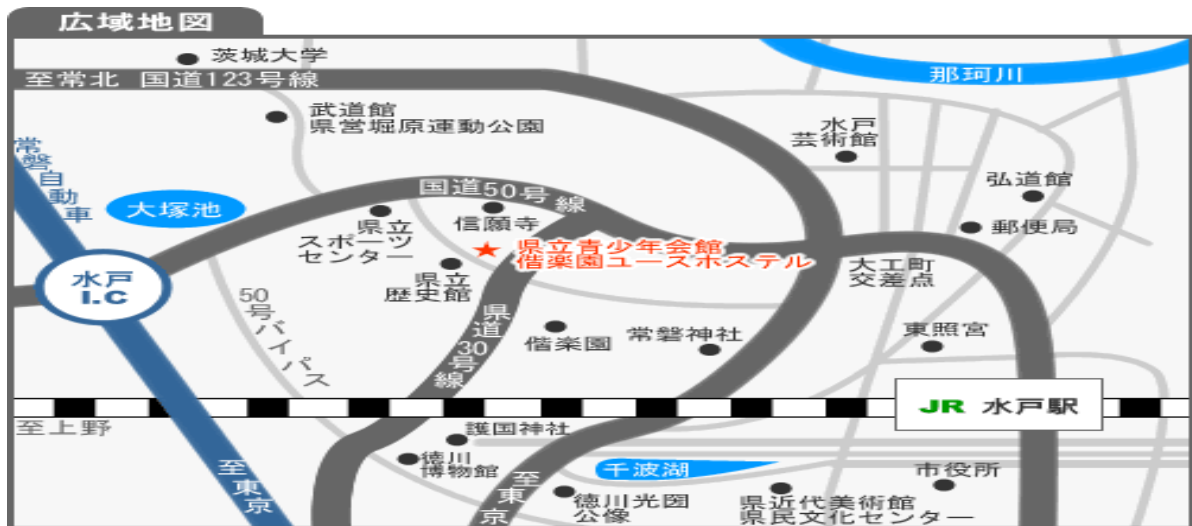 広域地図
茨城大学
至常北 国道123号線
那珂川
武道館
県営堀原運動公園
水戸
芸術館
常磐自動車
大塚池
国道50号線
弘道館
郵便局
県立
スポーツ
センター
信願寺
県立青少年会館
偕楽園ユースホステル
水戸
I.C
県立
歴史館
大工町
交差点
50号バイパス
県道30号線
偕楽園
常磐神社
東照宮
JR 水戸駅
至上野
護国神社
徳川
博物館
至東京
至東京
千波湖
市役所
徳川光圀
公像
県近代美術館
県民文化センター